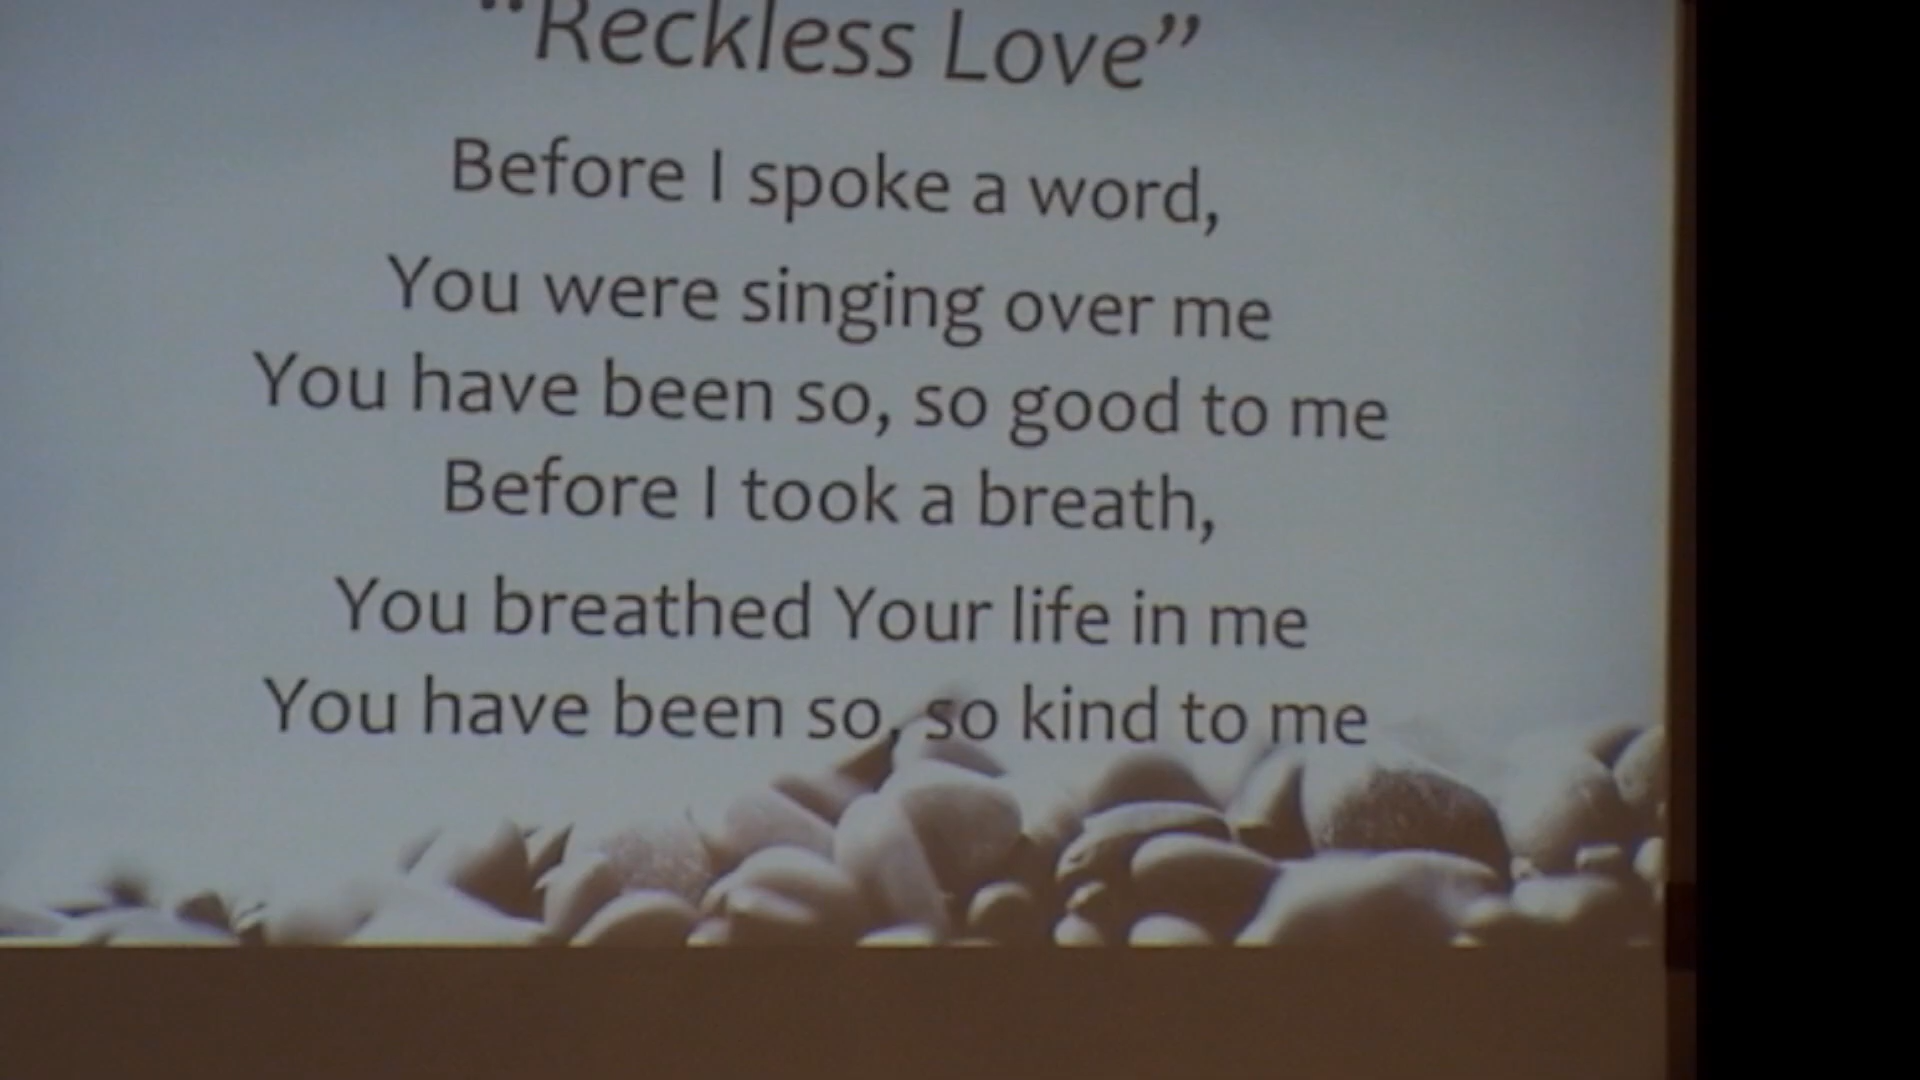 “Reckless Love”
Before I spoke a word,
You were singing over me
You have been so, so good to me
Before I took a breath,
You breathed Your life in me
You have been so, so kind to me